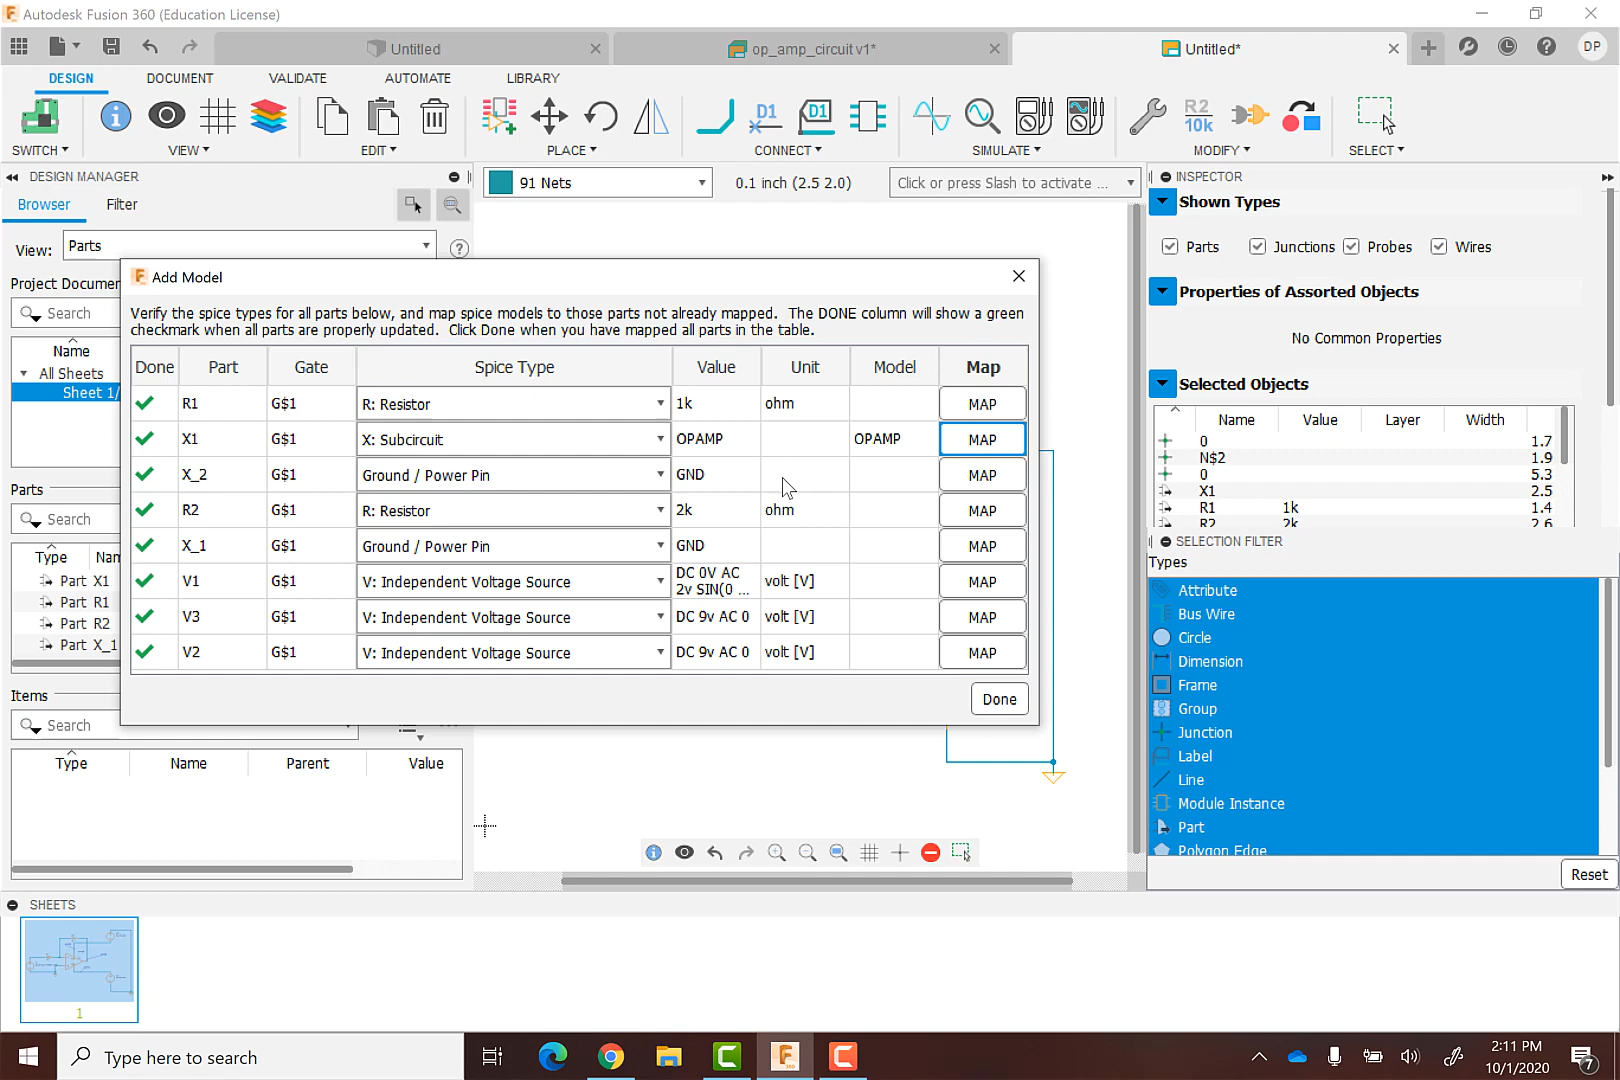 Autodesk Fusion 360 (Education License)
Untitled
op_amp_circuit v1*
Untitled*
DP
DESIGN DOCUMENT VALIDATE AUTOMATE LIBRARY
SWITCH VIEW EDIT PLACE CONNECT SIMULATE MODIFY SELECT
D1
D1
R2
10k
DESIGN MANAGER
Browser Filter
View: Parts
Project Documen
Search
Name
All Sheets
Sheet 1/
Parts
Search
Type Nan
Part X1
Part R1
Part R2
Part X_1
Items
Search
Type Name Parent Value
91 Nets
0.1 inch (2.5 2.0)
Click or press Slash to activate ...
Add Model
Verify the spice types for all parts below, and map spice models to those parts not already mapped. The DONE column will show a green
checkmark when all parts are properly updated. Click Done when you have mapped all parts in the table.
Done Part Gate Spice Type Value Unit Model Map
R1 G$1 R: Resistor 1k ohm MAP
X1 G$1 X: Subcircuit OPAMP OPAMP MAP
X_2 G$1 Ground / Power Pin GND MAP
R2 G$1 R: Resistor 2k ohm MAP
X_1 G$1 Ground / Power Pin GND MAP
V1 G$1 V: Independent Voltage Source DC 0V AC
2v SIN(0 ... volt [V] MAP
V3 G$1 V: Independent Voltage Source DC 9v AC 0 volt [V] MAP
V2 G$1 V: Independent Voltage Source DC 9v AC 0 volt [V] MAP
Done
INSPECTOR
Shown Types
Parts Junctions Probes Wires
Properties of Assorted Objects
No Common Properties
Selected Objects
Name Value Layer Width
0 1.7
N$2 1.9
0 5.3
X1 2.5
R1 1k 1.4
R2 2k 2.6
SELECTION FILTER
Types
Attribute
Bus Wire
Circle
Dimension
Frame
Group
Junction
Label
Line
Module Instance
Part
Polygon Edge
Reset
SHEETS
1
Type here to search
2:11 PM
10/1/2020
7